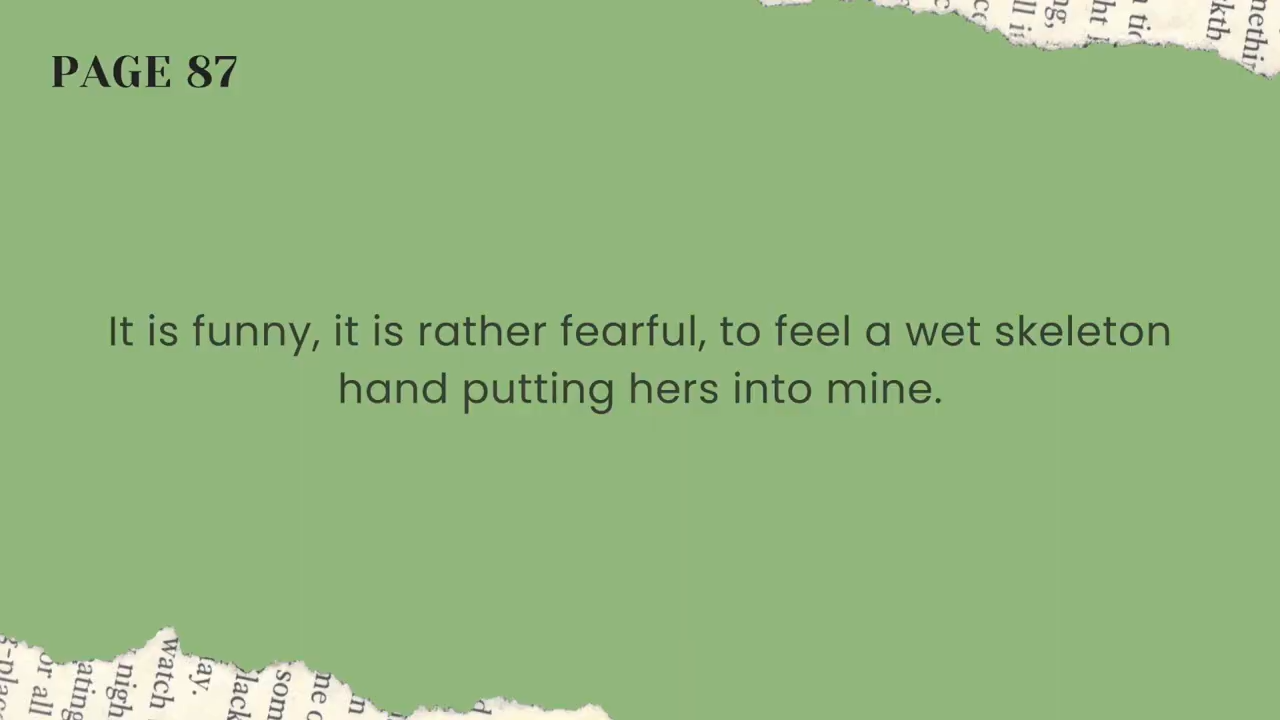 PAGE 87
It is funny, it is rather fearful, to feel a wet skeleton
hand putting hers into mine.